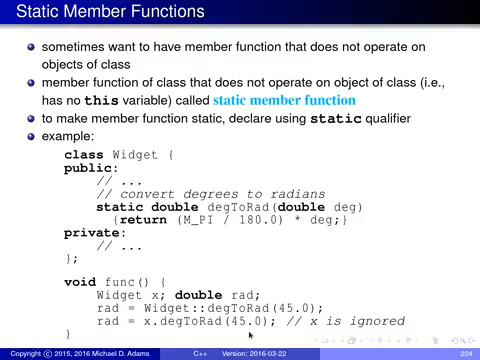 Static Member Functions
sometimes want to have member function that does not operate on
objects of class
member function of class that does not operate on object of class (i.e.,
has no this variable) called static member function
to make member function static, declare using static qualifier
example:
class Widget {
public:
// ...
// convert degrees to radians
static double degToRad(double deg)
{return (M_PI / 180.0) * deg;}
private:
// ...
};
void func() {
Widget x; double rad;
rad = Widget::degToRad(45.0);
rad = x.degToRad(45.0); // x is ignored
}
Copyright © 2015, 2016 Michael D. Adams C++ Version: 2016-03-22 224